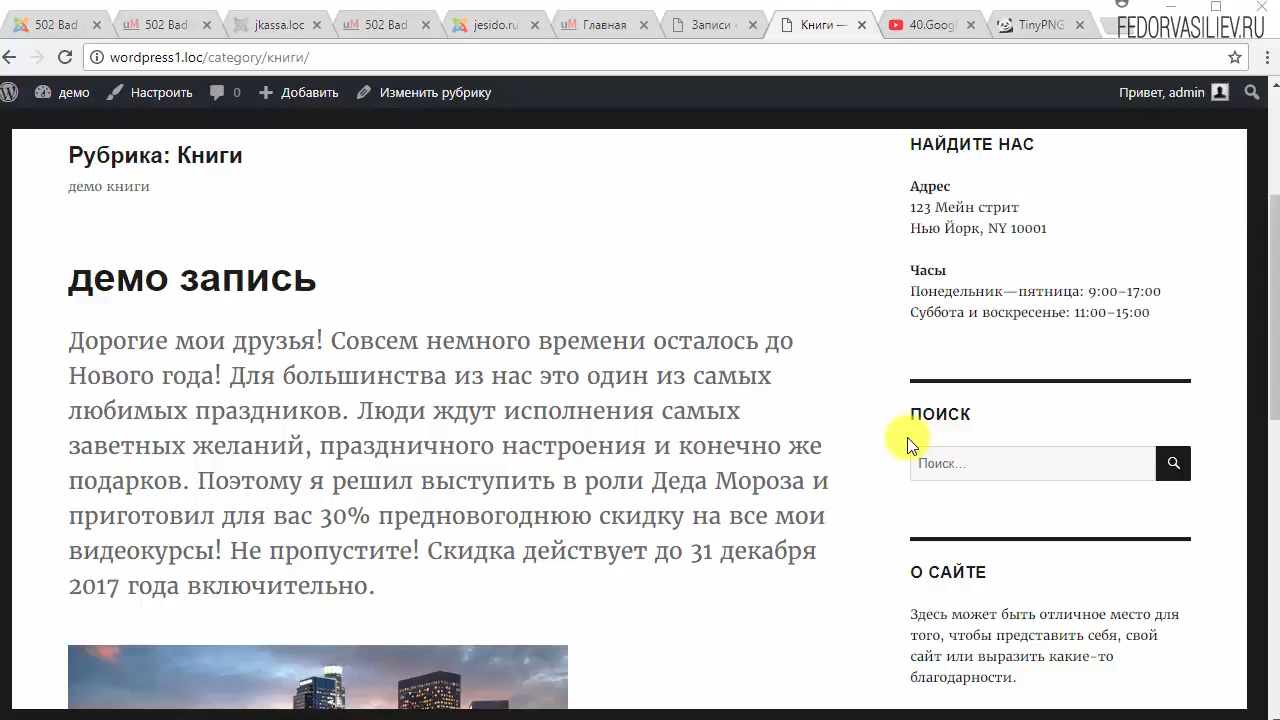 502 Bad
502 Bad
jkassa.loc
502 Bad
jesido.ru
Главная
Записи
Книги —
40.Googl
TinyPNG
FEDORVASILIEV.RU
wordpress1.loc/category/книги/
демо
Настроить
0
Добавить
Изменить рубрику
Привет, admin
Рубрика: Книги
демо книги
демо запись
Дорогие мои друзья! Совсем немного времени осталось до
Нового года! Для большинства из нас это один из самых
любимых праздников. Люди ждут исполнения самых
заветных желаний, праздничного настроения и конечно же
подарков. Поэтому я решил выступить в роли Деда Мороза и
приготовил для вас 30% предновогоднюю скидку на все мои
видеокурсы! Не пропустите! Скидка действует до 31 декабря
2017 года включительно.
НАЙДИТЕ НАС
Адрес
123 Мейн стрит
Нью Йорк, NY 10001
Часы
Понедельник—пятница: 9:00–17:00
Суббота и воскресенье: 11:00–15:00
ПОИСК
Поиск…
О САЙТЕ
Здесь может быть отличное место для
того, чтобы представить себя, свой
сайт или выразить какие-то
благодарности.